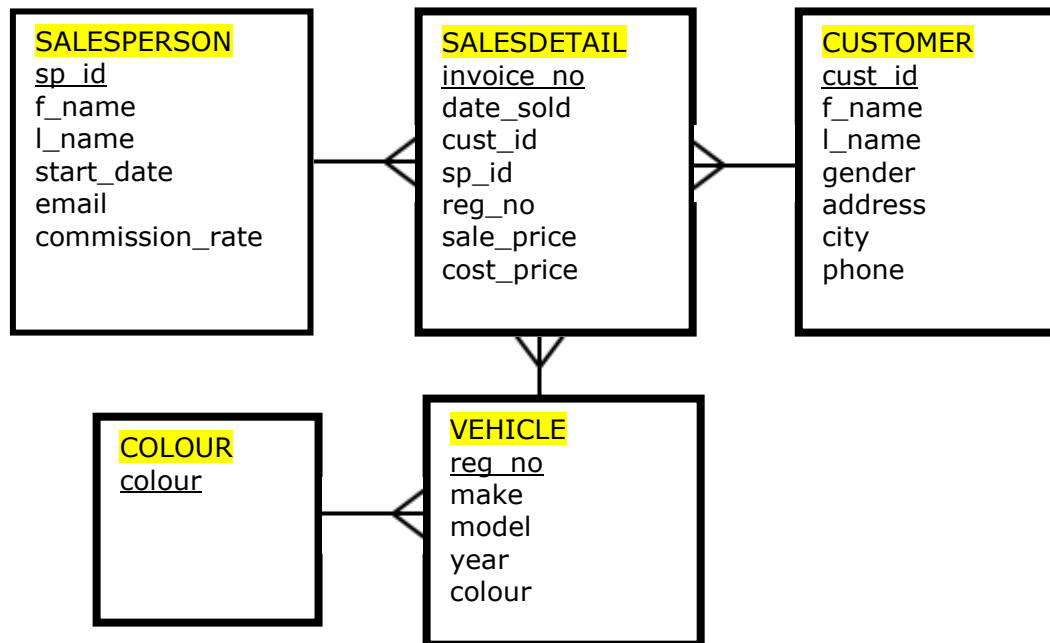 SALESPERSON
sp_id
f_name
l_name
start_date
email
commission_rate
SALESDETAIL
invoice_no
date_sold
cust_id
sp_id
reg_no
sale_price
cost_price
CUSTOMER
cust_id
f_name
l_name
gender
address
city
phone
COLOUR
colour
VEHICLE
reg_no
make
model
year
colour